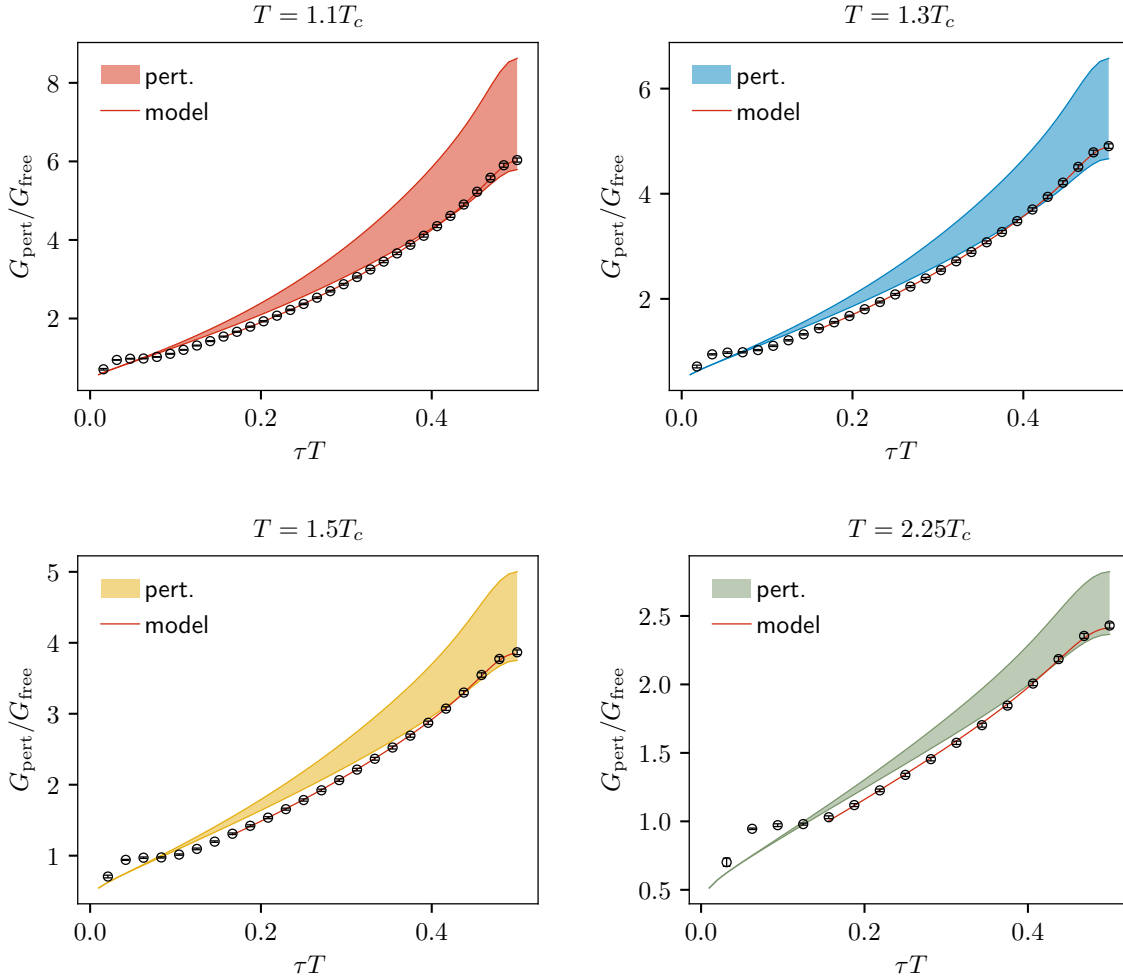 T = 1.1T_c
8
6
4
2
0.0 0.2 0.4
τT
G_pert/G_free
pert.
model
T = 1.3T_c
6
4
2
0.0 0.2 0.4
τT
G_pert/G_free
pert.
model
T = 1.5T_c
5
4
3
2
1
0.0 0.2 0.4
τT
G_pert/G_free
pert.
model
T = 2.25T_c
2.5
2.0
1.5
1.0
0.5
0.0 0.2 0.4
τT
G_pert/G_free
pert.
model